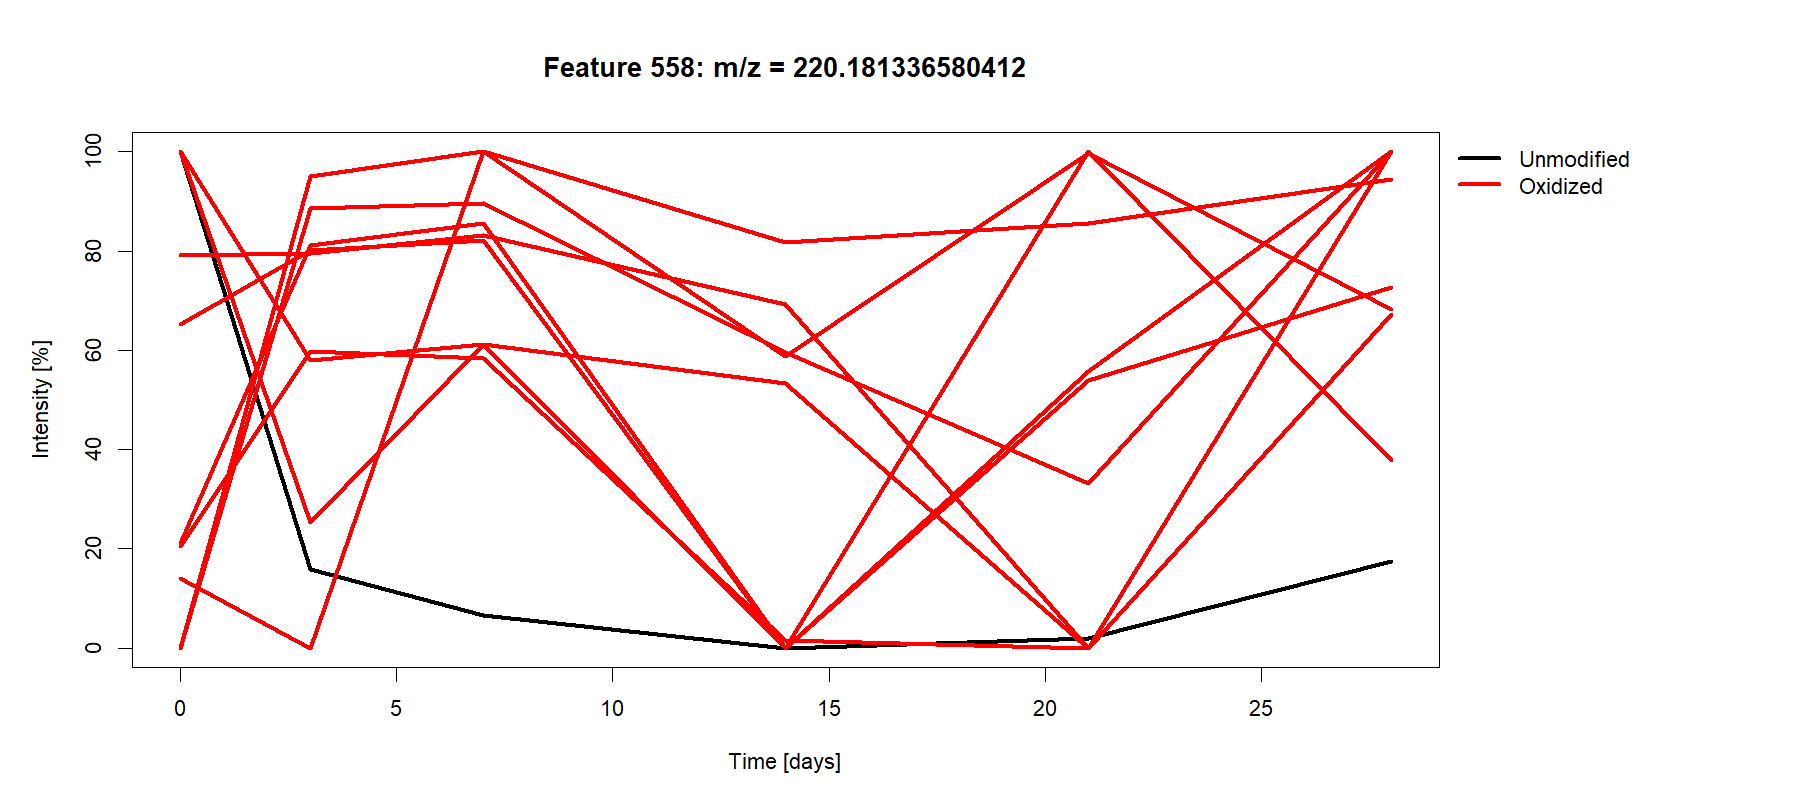 Feature 558: m/z = 220.181336580412
Unmodified
Oxidized
100
80
60
40
20
0
Intensity [%]
0 5 10 15 20 25
Time [days]